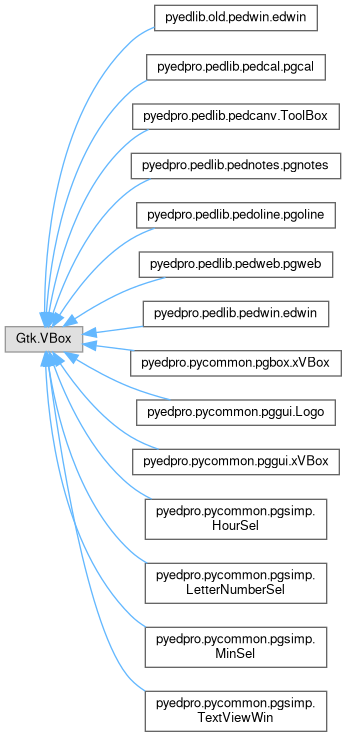 pyedlib.old.pedwin.edwin
pyedpro.pedlib.pedcal.pgcal
pyedpro.pedlib.pedcanv.ToolBox
pyedpro.pedlib.pednotes.pgnotes
pyedpro.pedlib.pedoline.pgoline
pyedpro.pedlib.pedweb.pgweb
pyedpro.pedlib.pedwin.edwin
Gtk.VBox
pyedpro.pycommon.pgbox.xVBox
pyedpro.pycommon.pggui.Logo
pyedpro.pycommon.pggui.xVBox
pyedpro.pycommon.pgsimp.
HourSel
pyedpro.pycommon.pgsimp.
LetterNumberSel
pyedpro.pycommon.pgsimp.
MinSel
pyedpro.pycommon.pgsimp.
TextViewWin